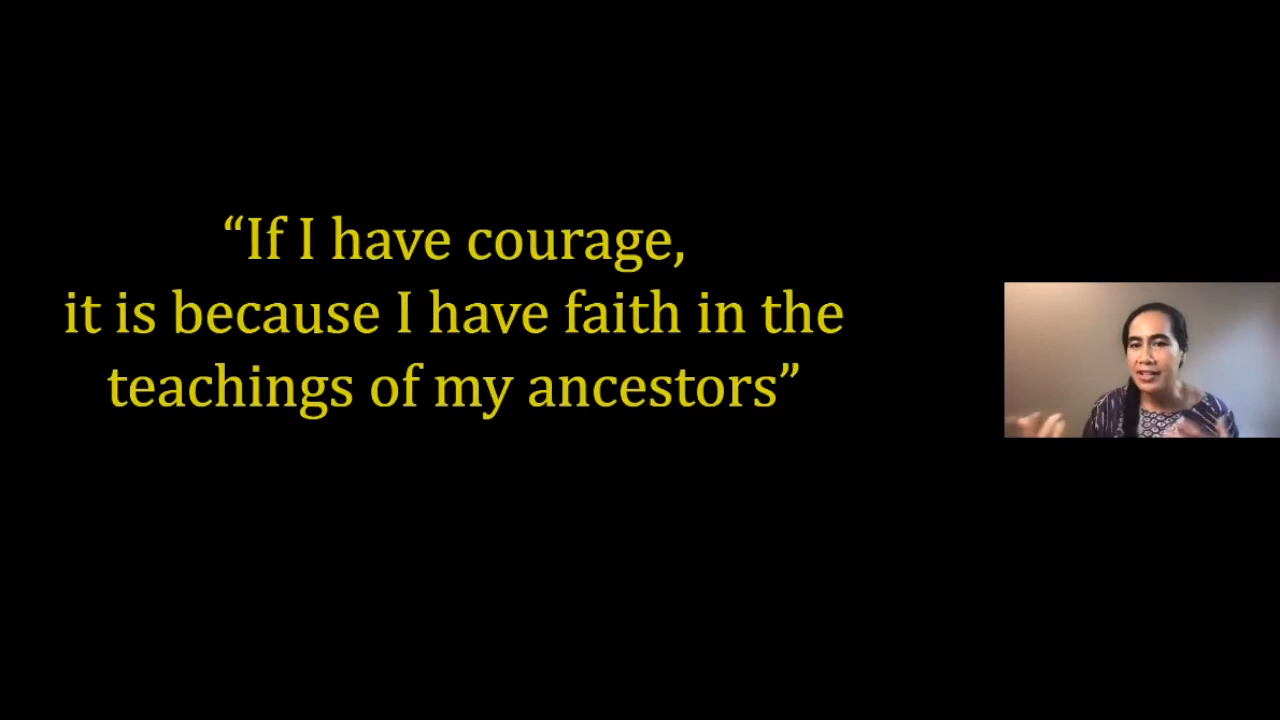 “If I have courage,
it is because I have faith in the
teachings of my ancestors”